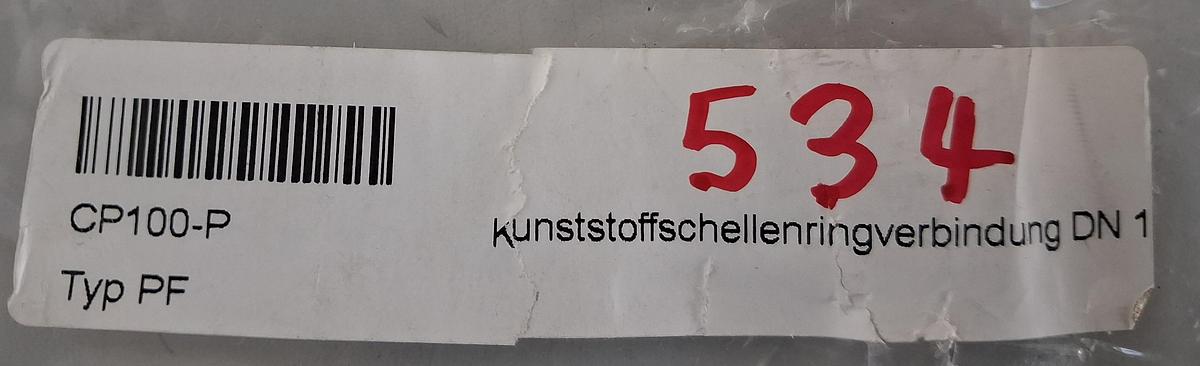 534
CP100-P
Kunststoffschellenringverbindung DN 1
Typ PF